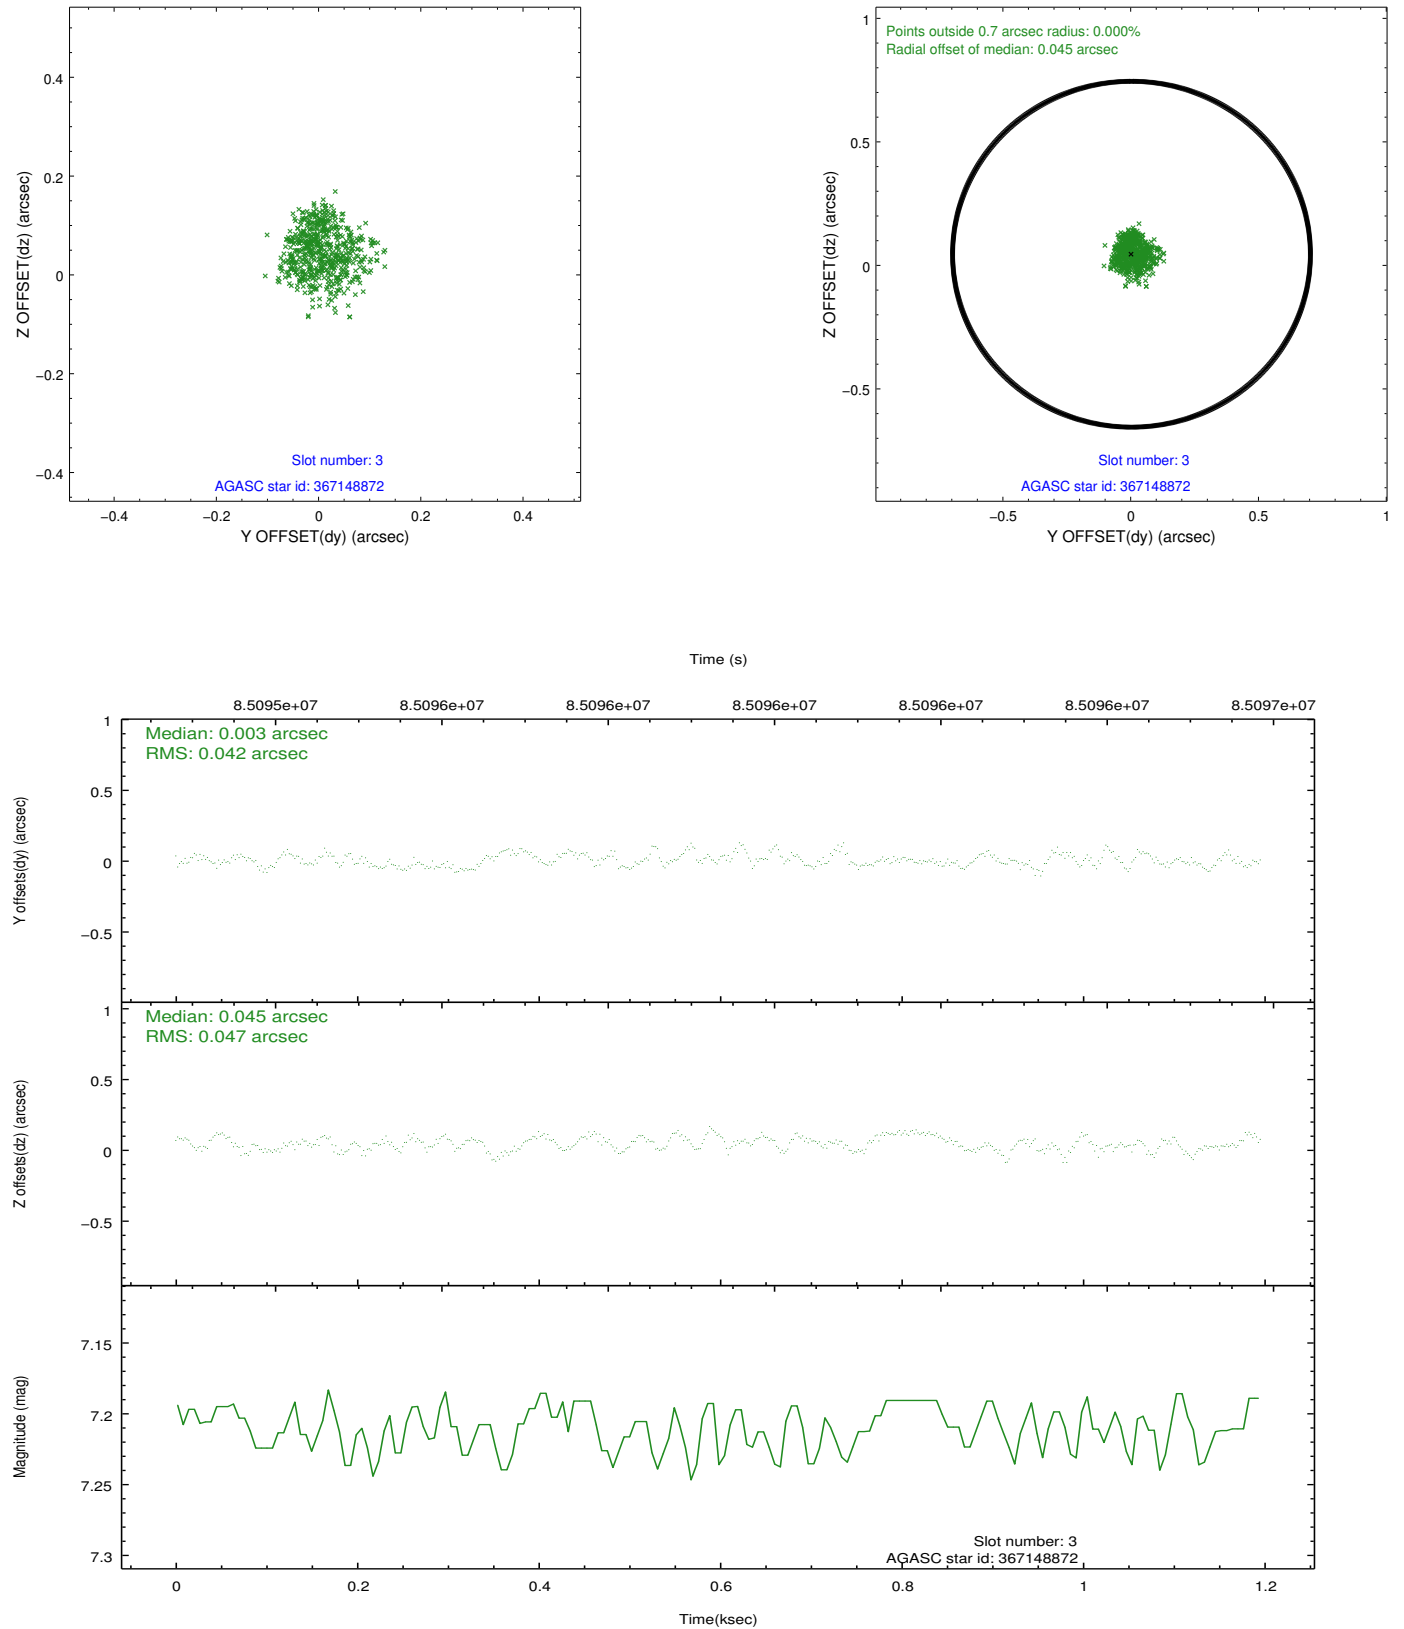 0.4
0.2
0
−0.2
−0.4
Z OFFSET(dz) (arcsec)
Slot number: 3
AGASC star id: 367148872
−0.4 −0.2 0 0.2 0.4
Y OFFSET(dy) (arcsec)
Points outside 0.7 arcsec radius: 0.000%
Radial offset of median: 0.045 arcsec
1
0.5
0
−0.5
Z OFFSET(dz) (arcsec)
Slot number: 3
AGASC star id: 367148872
−0.5 0 0.5 1
Y OFFSET(dy) (arcsec)
Time (s)
8.5095e+07 8.5096e+07 8.5096e+07 8.5096e+07 8.5096e+07 8.5096e+07 8.5097e+07
Median: 0.003 arcsec
RMS: 0.042 arcsec
1
0.5
0
−0.5
Y offsets(dy) (arcsec)
Median: 0.045 arcsec
RMS: 0.047 arcsec
1
0.5
0
−0.5
Z offsets(dz) (arcsec)
7.15
7.2
7.25
7.3
Magnitude (mag)
Slot number: 3
AGASC star id: 367148872
0 0.2 0.4 0.6 0.8 1 1.2
Time(ksec)